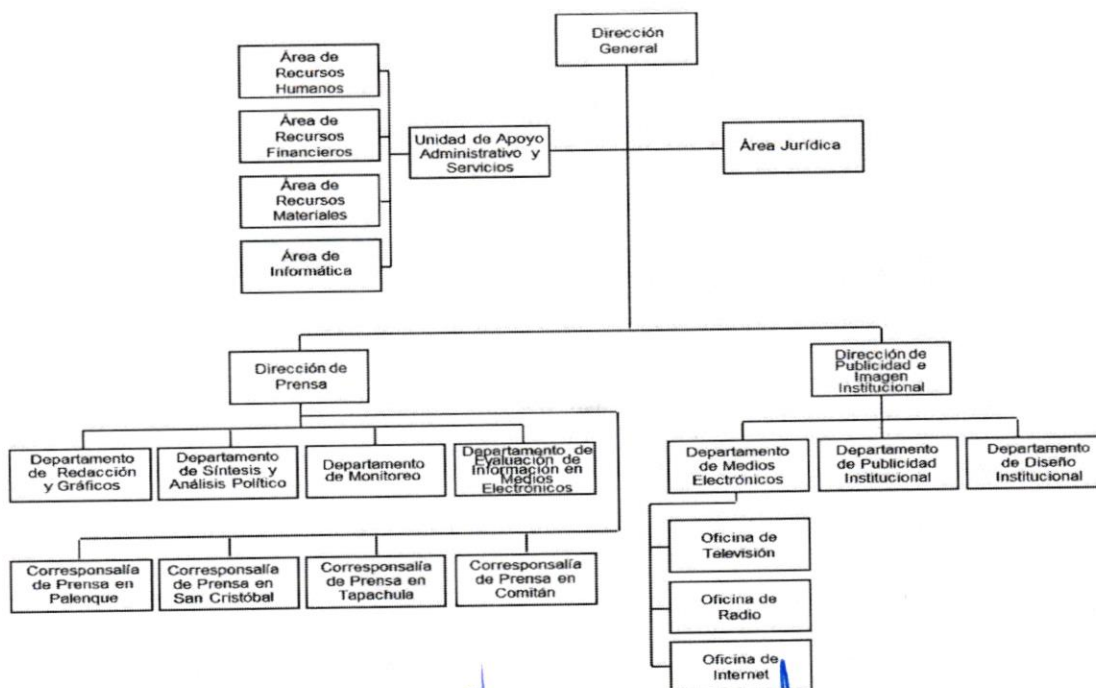 Dirección
General
Área de
Recursos
Humanos
Área de
Recursos
Financieros
Unidad de Apoyo
Administrativo y
Servicios
Área Jurídica
Área de
Recursos
Materiales
Área de
Informática
Dirección de
Prensa
Dirección de
Publicidad e
Imagen
Institucional
Departamento
de Redacción
y Gráficos
Departamento
de Síntesis y
Análisis Político
Departamento
de Monitoreo
Departamento de
Evaluación de
Información en
Medios
Electrónicos
Departamento
de Medios
Electrónicos
Departamento
de Publicidad
Institucional
Departamento
de Diseño
Institucional
Oficina de
Televisión
Oficina de
Radio
Oficina de
Internet
Corresponsalía
de Prensa en
Palenque
Corresponsalía
de Prensa en
San Cristóbal
Corresponsalía
de Prensa en
Tapachula
Corresponsalía
de Prensa en
Comitán